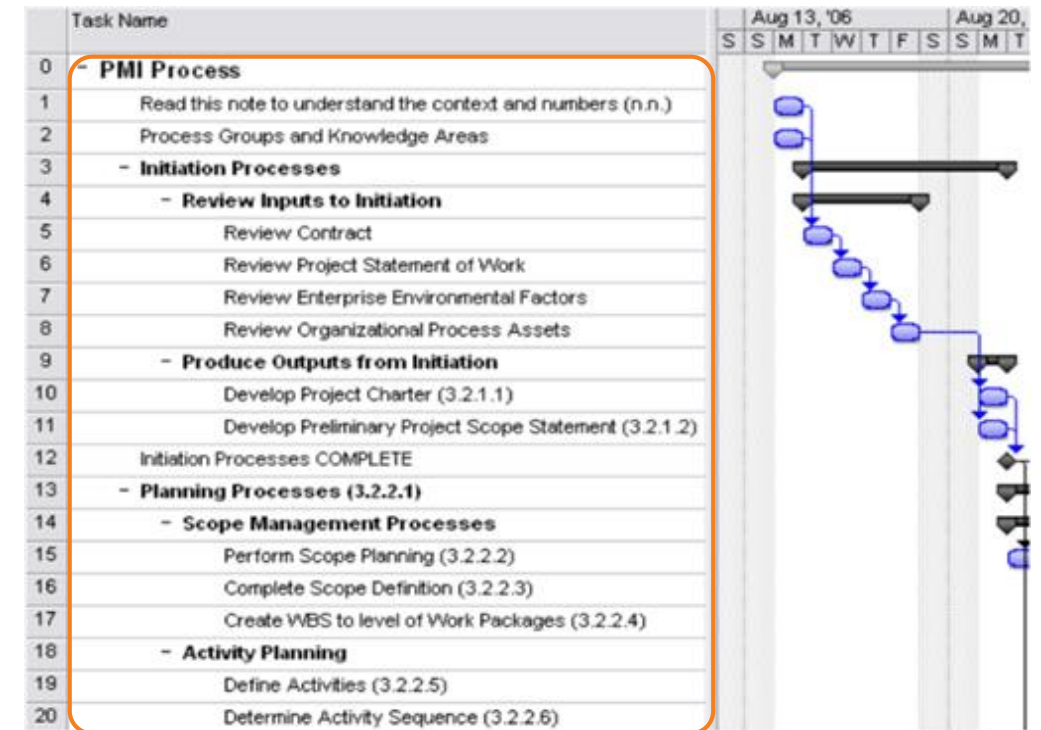 Task Name
Aug 13, '06
Aug 20,
S S M T W T F S S M T
0 - PMI Process
1 Read this note to understand the context and numbers (n.n.)
2 Process Groups and Knowledge Areas
3 - Initiation Processes
4 - Review Inputs to Initiation
5 Review Contract
6 Review Project Statement of Work
7 Review Enterprise Environmental Factors
8 Review Organizational Process Assets
9 - Produce Outputs from Initiation
10 Develop Project Charter (3.2.1.1)
11 Develop Preliminary Project Scope Statement (3.2.1.2)
12 Initiation Processes COMPLETE
13 - Planning Processes (3.2.2.1)
14 - Scope Management Processes
15 Perform Scope Planning (3.2.2.2)
16 Complete Scope Definition (3.2.2.3)
17 Create WBS to level of Work Packages (3.2.2.4)
18 - Activity Planning
19 Define Activities (3.2.2.5)
20 Determine Activity Sequence (3.2.2.6)